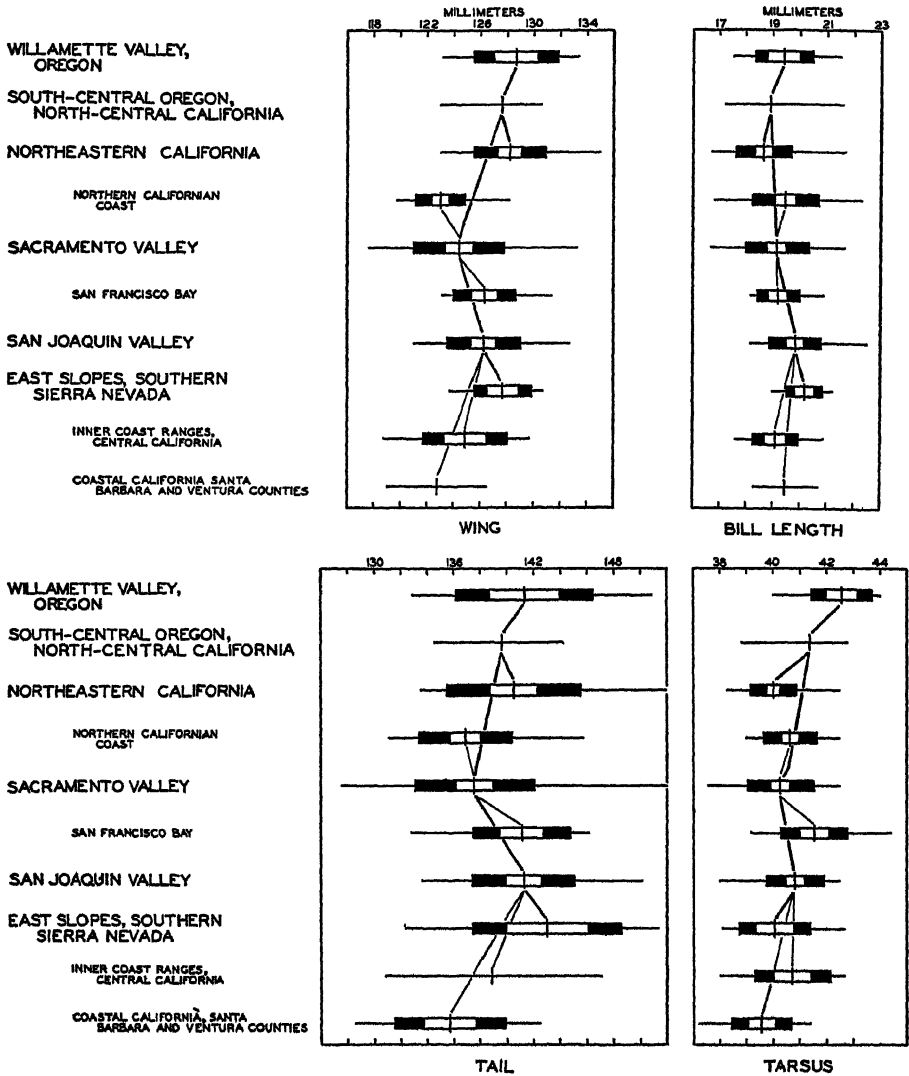 MILLIMETERS
118 122 126 130 134
MILLIMETERS
17 19 21 23
WILLAMETTE VALLEY,
OREGON
SOUTH-CENTRAL OREGON,
NORTH-CENTRAL CALIFORNIA
NORTHEASTERN CALIFORNIA
NORTHERN CALIFORNIAN
COAST
SACRAMENTO VALLEY
SAN FRANCISCO BAY
SAN JOAQUIN VALLEY
EAST SLOPES, SOUTHERN
SIERRA NEVADA
INNER COAST RANGES,
CENTRAL CALIFORNIA
COASTAL CALIFORNIA SANTA
BARBARA AND VENTURA COUNTIES
WING
BILL LENGTH
130 136 142 148
38 40 42 44
WILLAMETTE VALLEY,
OREGON
SOUTH-CENTRAL OREGON,
NORTH-CENTRAL CALIFORNIA
NORTHEASTERN CALIFORNIA
NORTHERN CALIFORNIAN
COAST
SACRAMENTO VALLEY
SAN FRANCISCO BAY
SAN JOAQUIN VALLEY
EAST SLOPES, SOUTHERN
SIERRA NEVADA
INNER COAST RANGES,
CENTRAL CALIFORNIA
COASTAL CALIFORNIA, SANTA
BARBARA AND VENTURA COUNTIES
TAIL
TARSUS